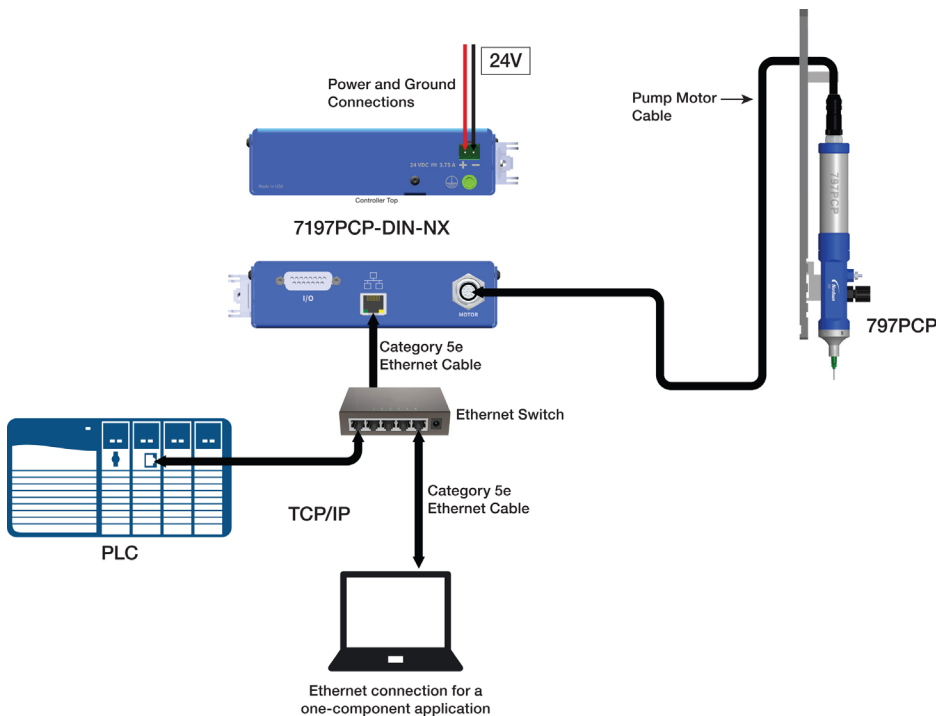 24V
Power and Ground
Connections
Pump Motor
Cable
797PCP
24 VDC ⎓ 3.75 A + −
Made in USA
Controller Top
7197PCP-DIN-NX
I/O
MOTOR
797PCP
Nordson
Category 5e
Ethernet Cable
Ethernet Switch
Category 5e
Ethernet Cable
TCP/IP
PLC
Ethernet connection for a
one-component application